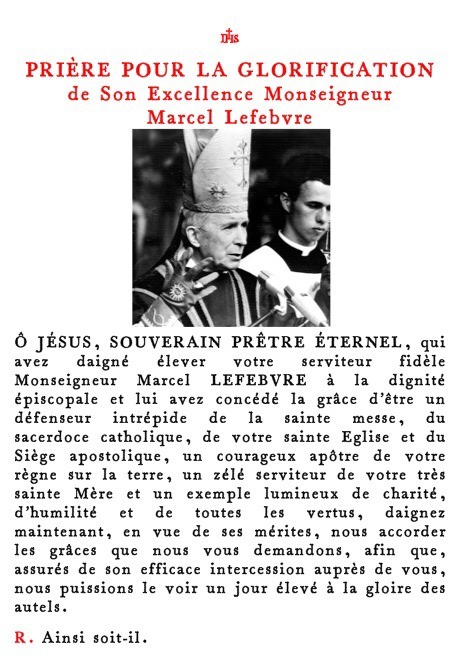 IHS
PRIÈRE POUR LA GLORIFICATION
de Son Excellence Monseigneur
Marcel Lefebvre
Ô JÉSUS, SOUVERAIN PRÊTRE ÉTERNEL, qui
avez daigné élever votre serviteur fidèle
Monseigneur Marcel LEFEBVRE à la dignité
épiscopale et lui avez concédé la grâce d'être un
défenseur intrépide de la sainte messe, du
sacerdoce catholique, de votre sainte Eglise et du
Siège apostolique, un courageux apôtre de votre
règne sur la terre, un zélé serviteur de votre très
sainte Mère et un exemple lumineux de charité,
d'humilité et de toutes les vertus, daignez
maintenant, en vue de ses mérites, nous accorder
les grâces que nous vous demandons, afin que,
assurés de son efficace intercession auprès de vous,
nous puissions le voir un jour élevé à la gloire des
autels.
R. Ainsi soit-il.